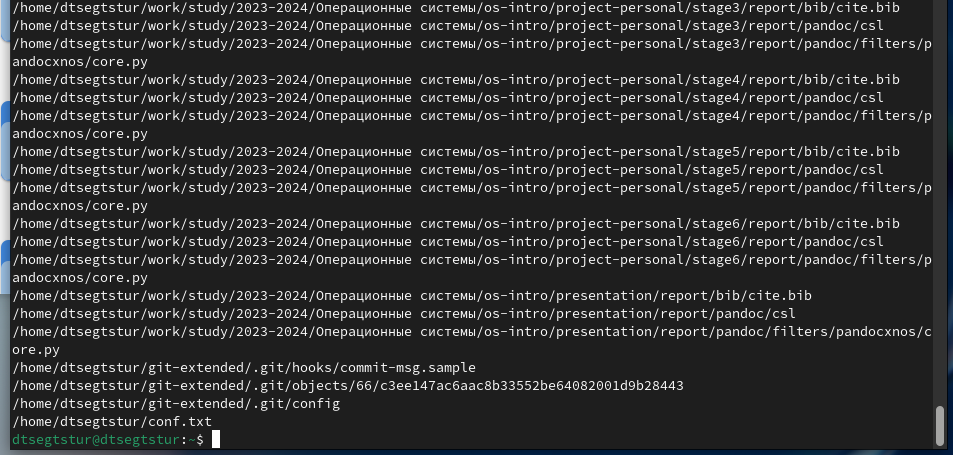 /home/dtsegtstur/work/study/2023-2024/Операционные системы/os-intro/project-personal/stage3/report/bib/cite.bib
/home/dtsegtstur/work/study/2023-2024/Операционные системы/os-intro/project-personal/stage3/report/pandoc/csl
/home/dtsegtstur/work/study/2023-2024/Операционные системы/os-intro/project-personal/stage3/report/pandoc/filters/p
andocxnos/core.py
/home/dtsegtstur/work/study/2023-2024/Операционные системы/os-intro/project-personal/stage4/report/bib/cite.bib
/home/dtsegtstur/work/study/2023-2024/Операционные системы/os-intro/project-personal/stage4/report/pandoc/csl
/home/dtsegtstur/work/study/2023-2024/Операционные системы/os-intro/project-personal/stage4/report/pandoc/filters/p
andocxnos/core.py
/home/dtsegtstur/work/study/2023-2024/Операционные системы/os-intro/project-personal/stage5/report/bib/cite.bib
/home/dtsegtstur/work/study/2023-2024/Операционные системы/os-intro/project-personal/stage5/report/pandoc/csl
/home/dtsegtstur/work/study/2023-2024/Операционные системы/os-intro/project-personal/stage5/report/pandoc/filters/p
andocxnos/core.py
/home/dtsegtstur/work/study/2023-2024/Операционные системы/os-intro/project-personal/stage6/report/bib/cite.bib
/home/dtsegtstur/work/study/2023-2024/Операционные системы/os-intro/project-personal/stage6/report/pandoc/csl
/home/dtsegtstur/work/study/2023-2024/Операционные системы/os-intro/project-personal/stage6/report/pandoc/filters/p
andocxnos/core.py
/home/dtsegtstur/work/study/2023-2024/Операционные системы/os-intro/presentation/report/bib/cite.bib
/home/dtsegtstur/work/study/2023-2024/Операционные системы/os-intro/presentation/report/pandoc/csl
/home/dtsegtstur/work/study/2023-2024/Операционные системы/os-intro/presentation/report/pandoc/filters/pandocxnos/c
ore.py
/home/dtsegtstur/git-extended/.git/hooks/commit-msg.sample
/home/dtsegtstur/git-extended/.git/objects/66/c3ee147ac6aac8b33552be64082001d9b28443
/home/dtsegtstur/git-extended/.git/config
/home/dtsegtstur/conf.txt
dtsegtstur@dtsegtstur:~$